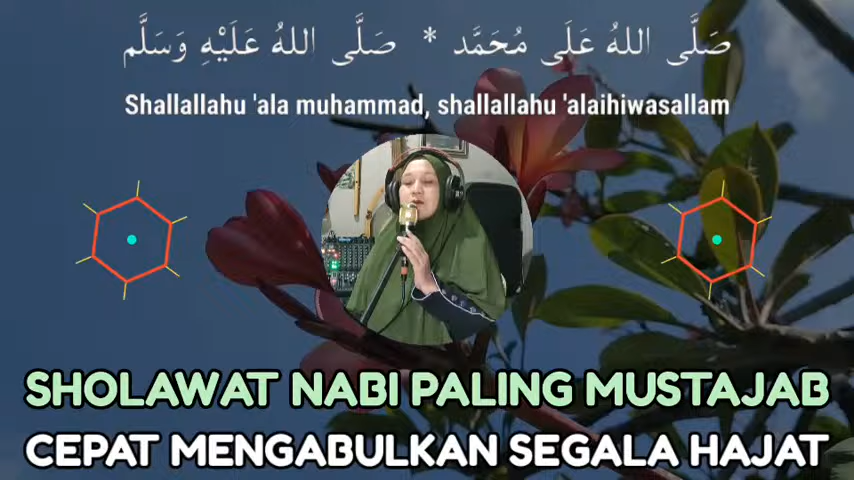 صَلَّى اللهُ عَلَى مُحَمَّد * صَلَّى اللهُ عَلَيْهِ وَسَلَّم
Shallallahu 'ala muhammad, shallallahu 'alaihiwasallam
SHOLAWAT NABI PALING MUSTAJAB
CEPAT MENGABULKAN SEGALA HAJAT